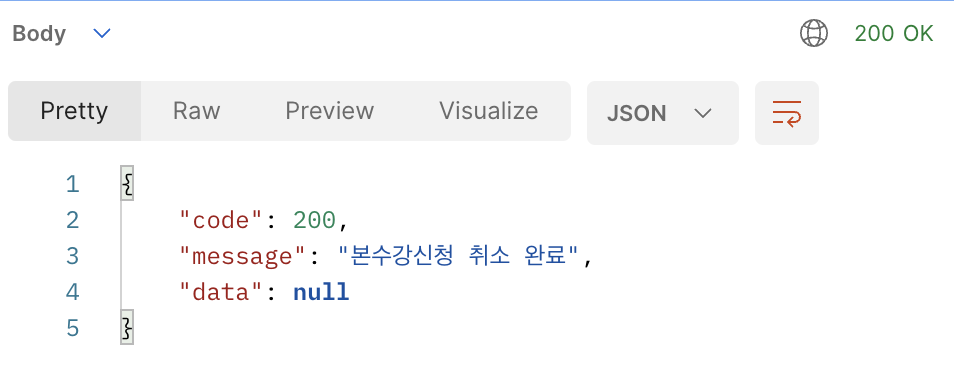 Body 200 OK
Pretty Raw Preview Visualize JSON
1 {
2 "code": 200,
3 "message": "본수강신청 취소 완료",
4 "data": null
5 }